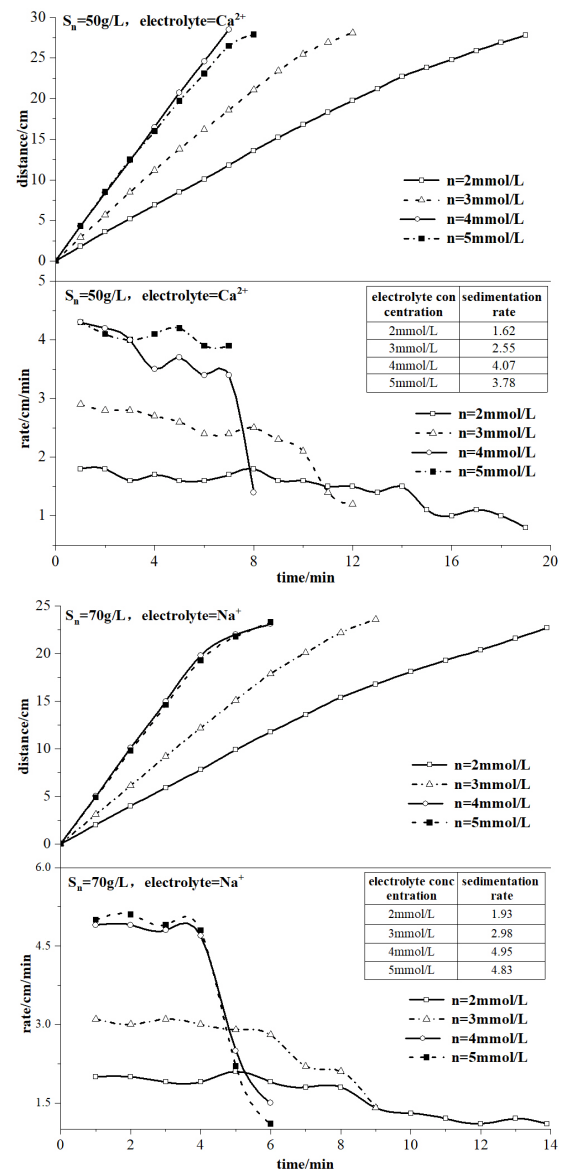 Sn=50g/L，electrolyte=Ca2+
30
25
20
15
10
5
0
distance/cm
n=2mmol/L
n=3mmol/L
n=4mmol/L
n=5mmol/L
Sn=50g/L，electrolyte=Ca2+
5
4
3
2
1
rate/cm/min
electrolyte con sedimentation
centration rate
2mmol/L 1.62
3mmol/L 2.55
4mmol/L 4.07
5mmol/L 3.78
n=2mmol/L
n=3mmol/L
n=4mmol/L
n=5mmol/L
0 4 8 12 16 20
time/min
Sn=70g/L，electrolyte=Na+
25
20
15
10
5
0
distance/cm
n=2mmol/L
n=3mmol/L
n=4mmol/L
n=5mmol/L
Sn=70g/L，electrolyte=Na+
6.0
4.5
3.0
1.5
rate/cm/min
electrolyte conc sedimentation
entration rate
2mmol/L 1.93
3mmol/L 2.98
4mmol/L 4.95
5mmol/L 4.83
n=2mmol/L
n=3mmol/L
n=4mmol/L
n=5mmol/L
0 2 4 6 8 10 12 14
time/min